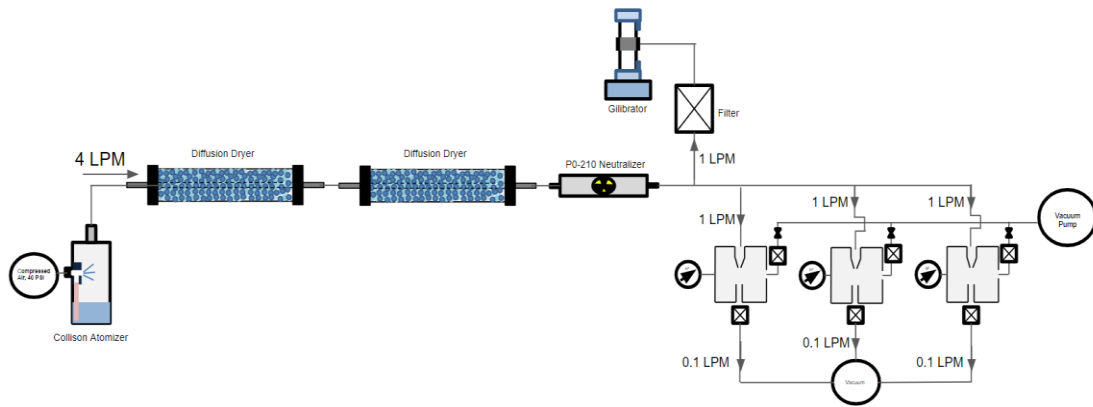 Gilibrator
Filter
Diffusion Dryer
Diffusion Dryer
P0-210 Neutralizer
4 LPM
1 LPM
1 LPM
1 LPM
1 LPM
Vacuum
Pump
Compressed
Air, 40 PSI
Collison Atomizer
0.1 LPM
0.1 LPM
0.1 LPM
Vacuum